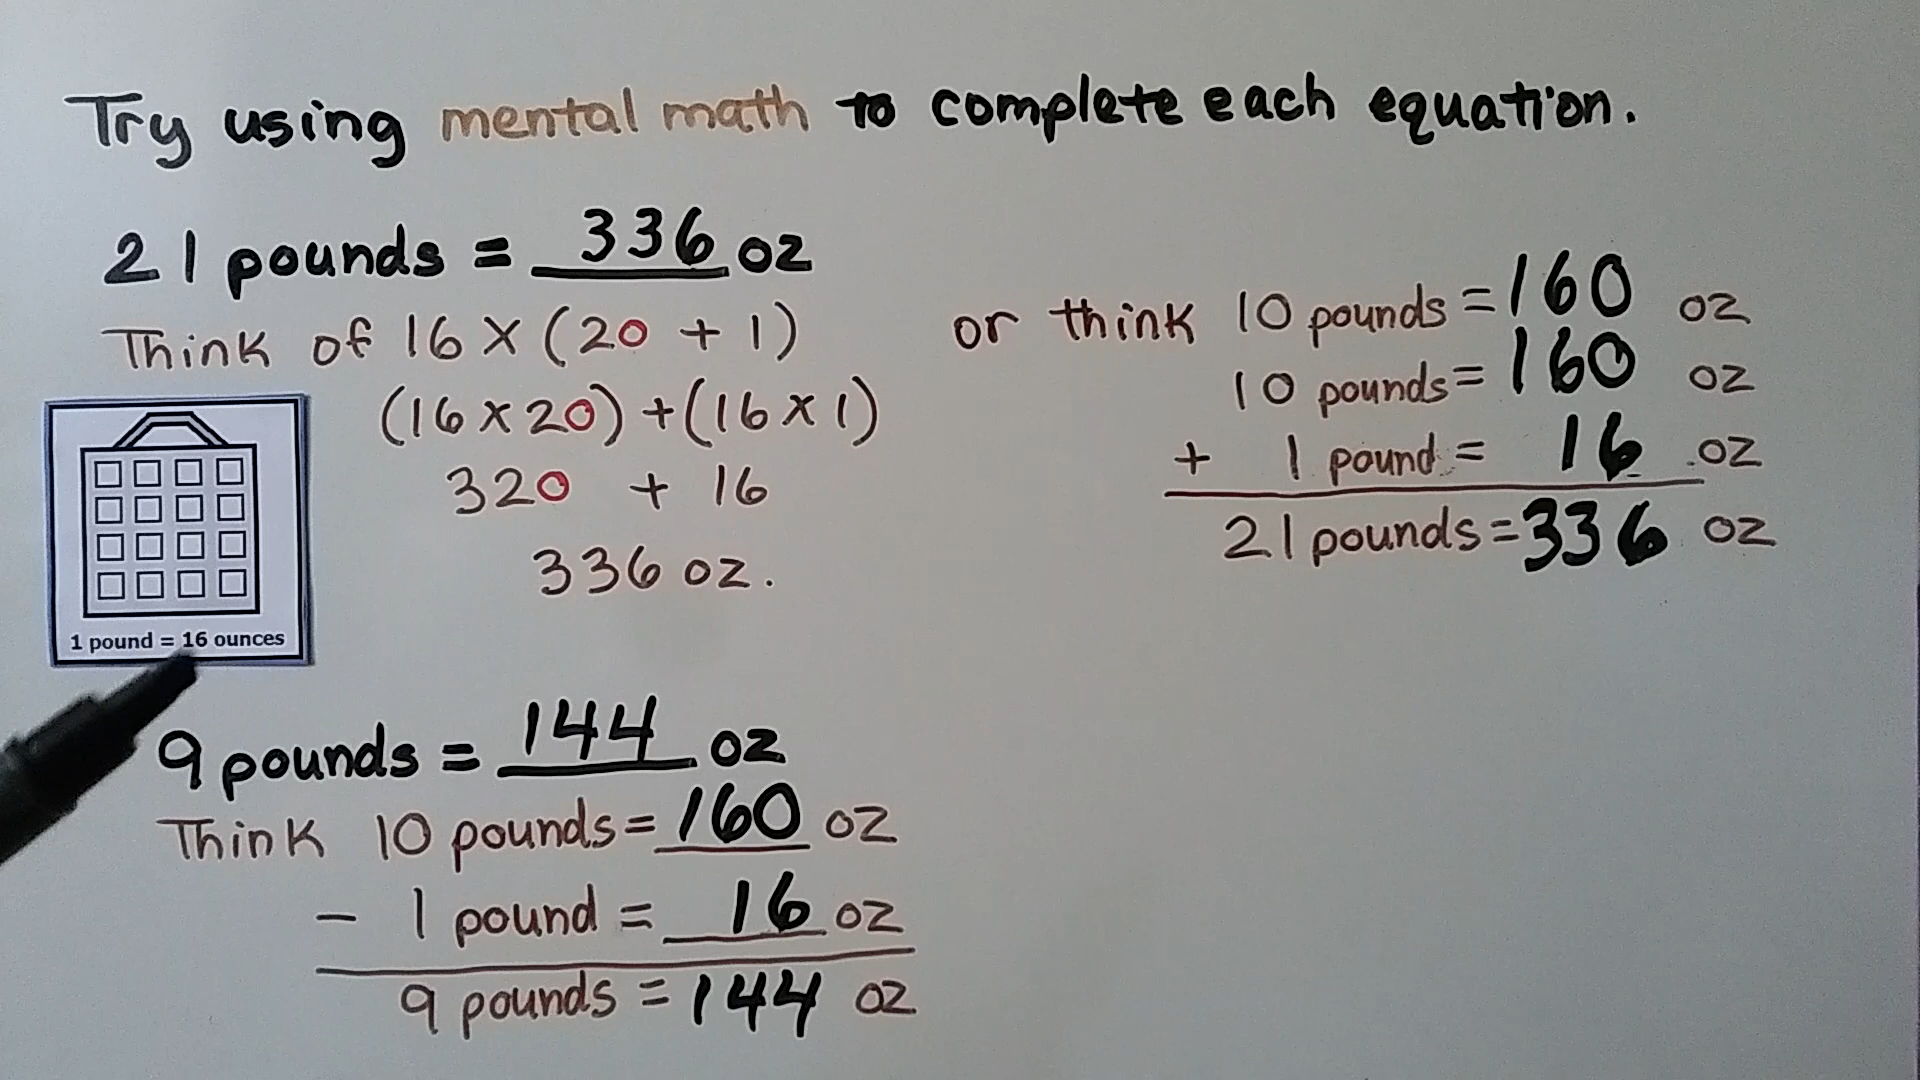 Try using mental math to complete each equation.
21 pounds = 336 oz
Think of 16 × (20 + 1)
(16 × 20) + (16 × 1)
320 + 16
336 oz.
or think 10 pounds = 160 oz
10 pounds = 160 oz
+ 1 pound = 16 oz
21 pounds = 336 oz
1 pound = 16 ounces
9 pounds = 144 oz
Think 10 pounds = 160 oz
- 1 pound = 16 oz
9 pounds = 144 oz